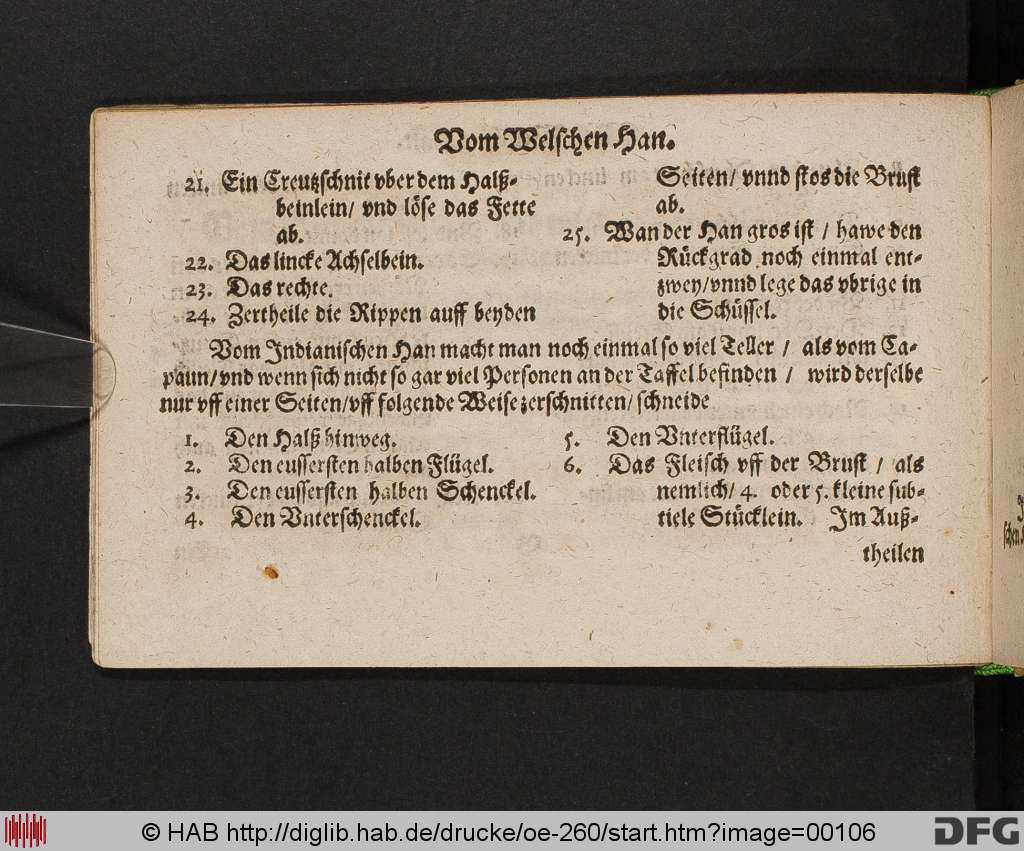 Vom Welschen Han.
21. Ein Creutzschnit vber dem Halß-
beinlein/ vnd löse das Fette
ab.
22. Das lincke Achselbein.
23. Das rechte.
24. Zertheile die Rippen auff beyden
Seiten/ vnnd stos die Brust
ab.
25. Wan der Han gros ist / hawe den
Rückgrad noch einmal ent-
zwey/ vnnd lege das vbrige in
die Schüssel.
Vom Indianischen Han macht man noch einmal so viel Teller / als vom Ca-
paun/ vnd wenn sich nicht so gar viel Personen an der Taffel befinden / wird derselbe
nur vff einer Seiten/ vff folgende Weise zerschnitten/ schneide
1. Den Halß hinweg.
2. Den eussersten halben Flügel.
3. Den eussersten halben Schenckel.
4. Den Vnterschenckel.
5. Den Vnterflügel.
6. Das Fleisch vff der Brust / als
nemlich/ 4. oder 5. kleine sub-
tiele Stücklein. Im Auß-
theilen
© HAB http://diglib.hab.de/drucke/oe-260/start.htm?image=00106
DFG